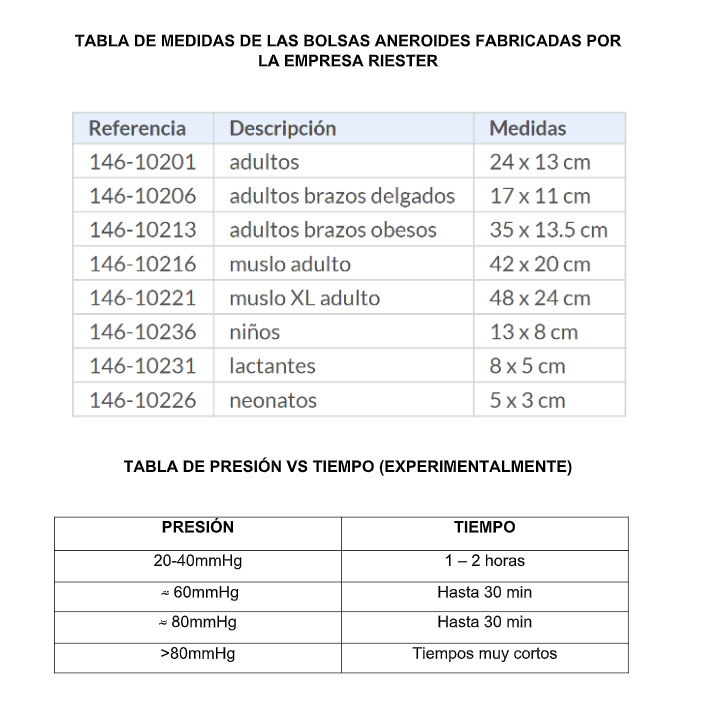 TABLA DE MEDIDAS DE LAS BOLSAS ANEROIDES FABRICADAS POR
LA EMPRESA RIESTER
Referencia Descripción Medidas
146-10201 adultos 24 x 13 cm
146-10206 adultos brazos delgados 17 x 11 cm
146-10213 adultos brazos obesos 35 x 13.5 cm
146-10216 muslo adulto 42 x 20 cm
146-10221 muslo XL adulto 48 x 24 cm
146-10236 niños 13 x 8 cm
146-10231 lactantes 8 x 5 cm
146-10226 neonatos 5 x 3 cm
TABLA DE PRESIÓN VS TIEMPO (EXPERIMENTALMENTE)
PRESIÓN TIEMPO
20-40mmHg 1 – 2 horas
≈ 60mmHg Hasta 30 min
≈ 80mmHg Hasta 30 min
>80mmHg Tiempos muy cortos